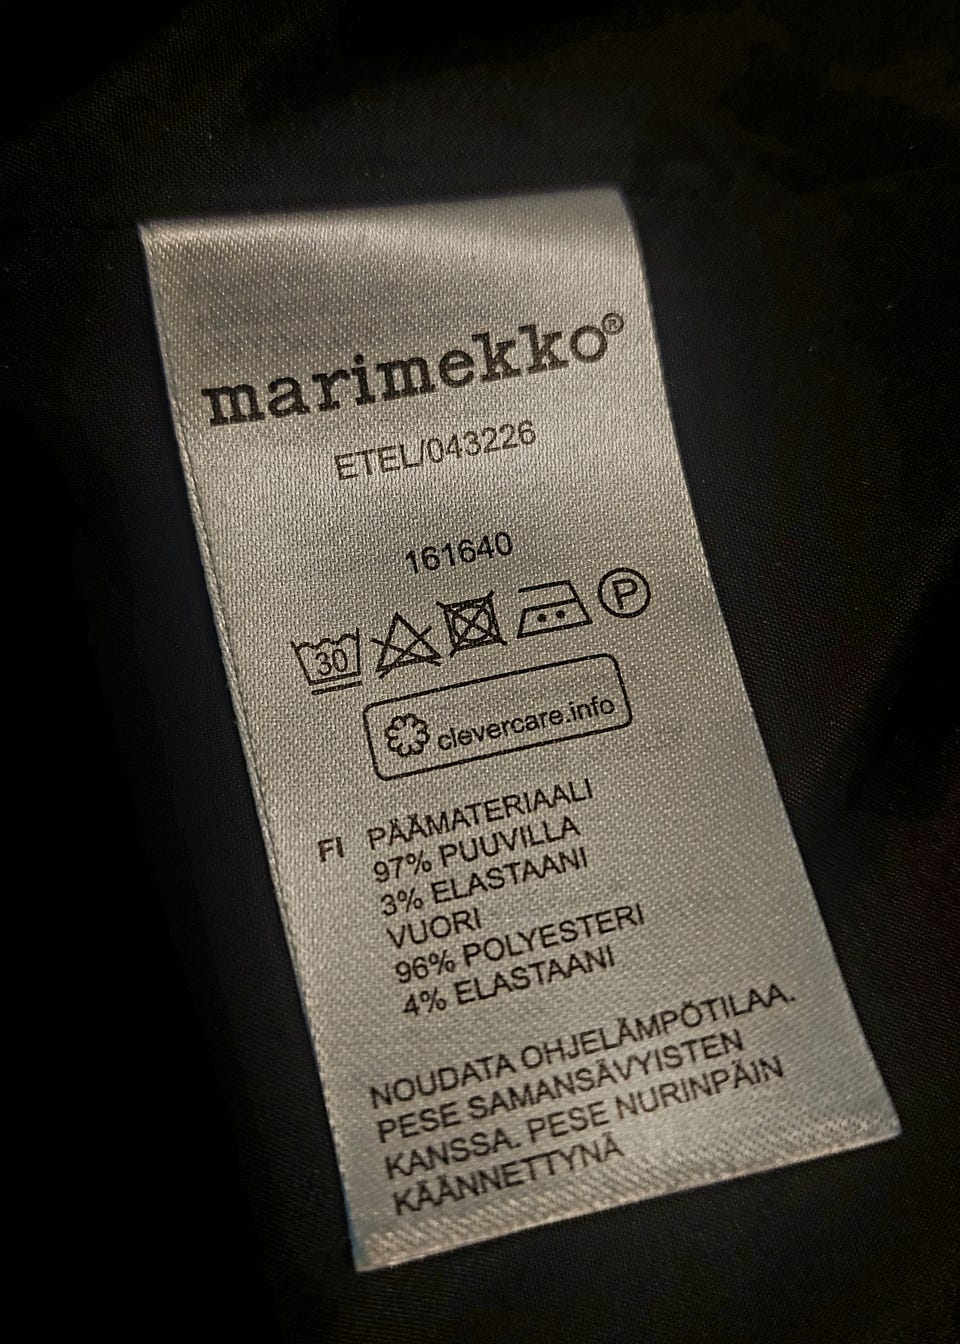 marimekko®
ETEL/043226
161640
30 P
clevercare.info
FI PÄÄMATERIAALI
97% PUUVILLA
3% ELASTAANI
VUORI
96% POLYESTERI
4% ELASTAANI
NOUDATA OHJELÄMPÖTILAA.
PESE SAMANSÄVYISTEN
KANSSA. PESE NURINPÄIN
KÄÄNNETTYNÄ